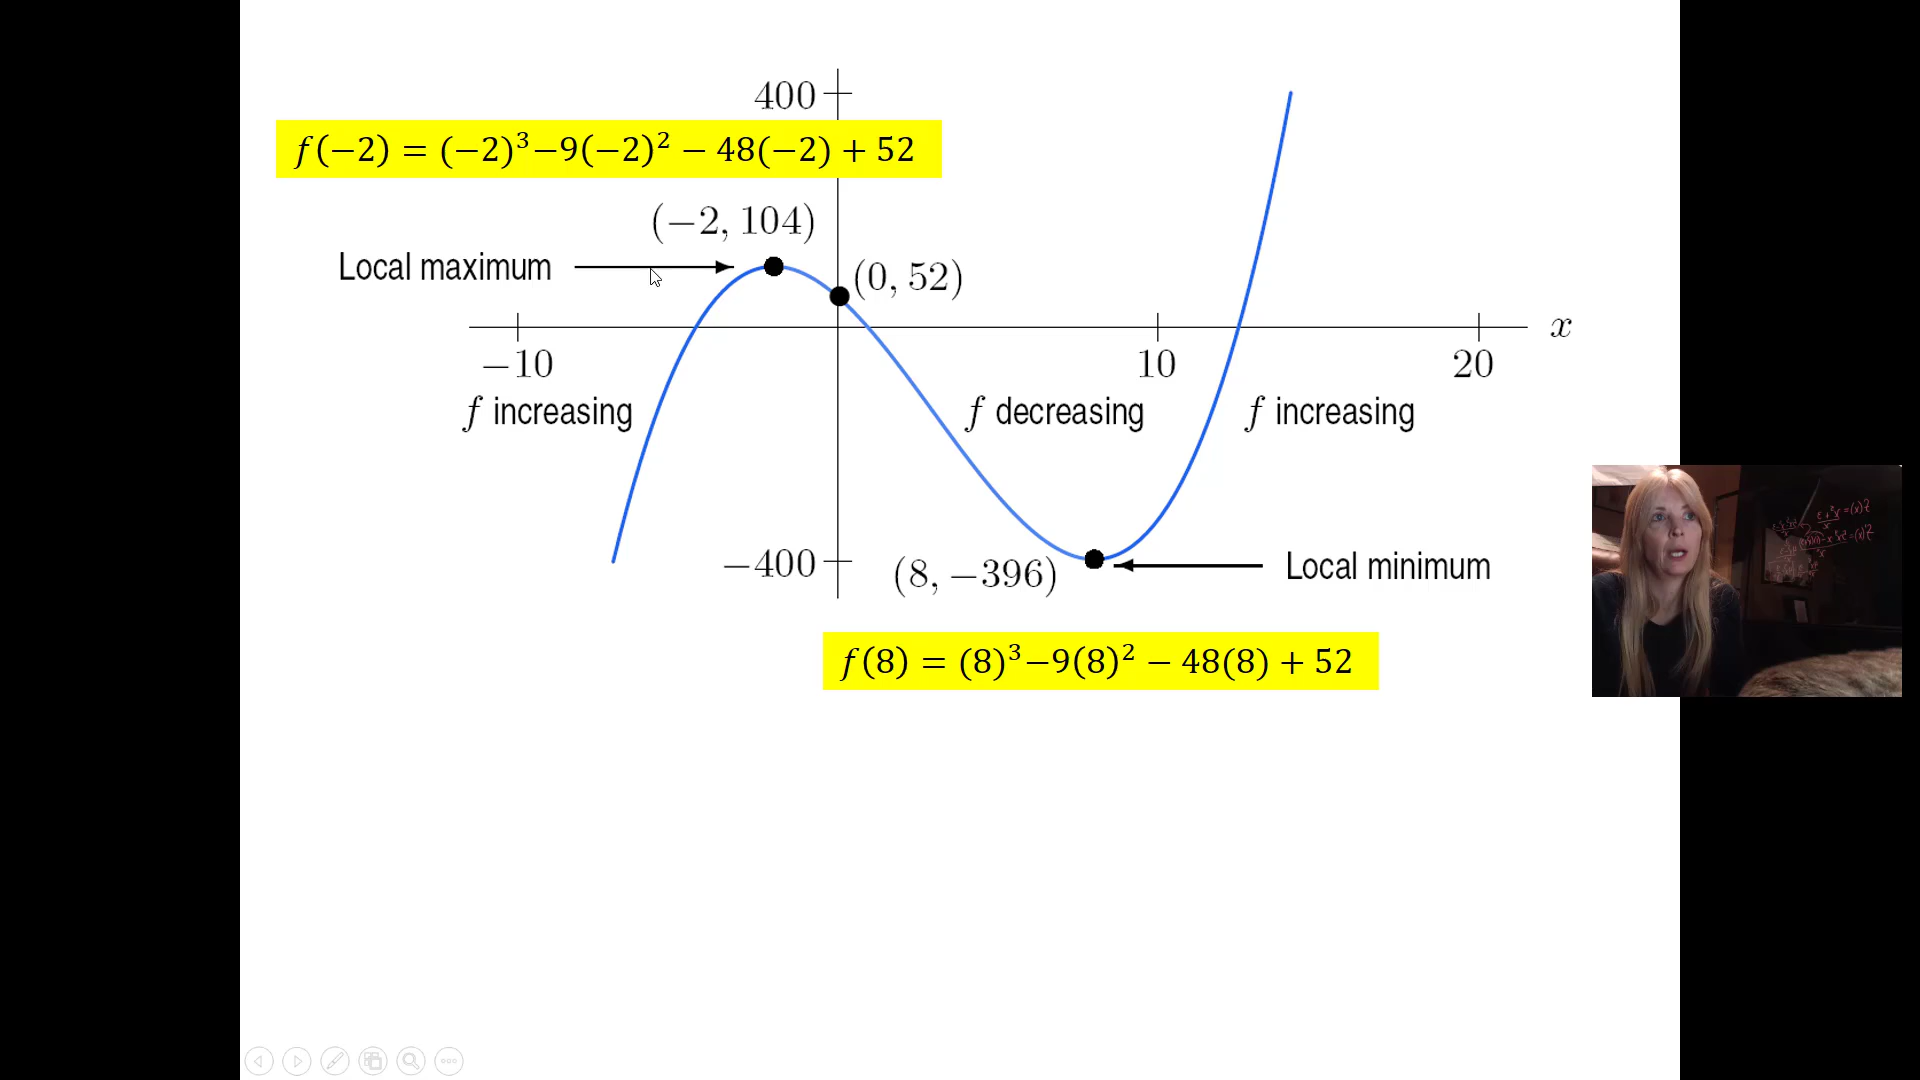 400
f(−2) = (−2)³−9(−2)² − 48(−2) + 52
(−2, 104)
Local maximum
(0, 52)
x
−10
10
20
f increasing
f decreasing
f increasing
−400
(8, −396)
Local minimum
f(8) = (8)³−9(8)² − 48(8) + 52